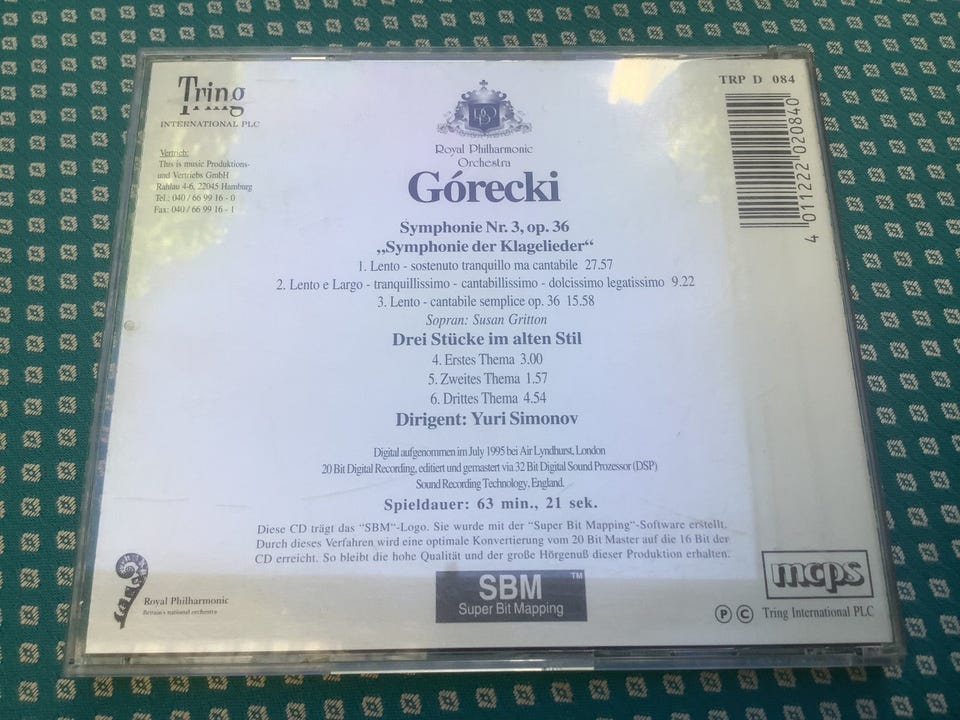 Tring
INTERNATIONAL PLC
Vertrieb:
This is music Produktions-
und Vertriebs GmbH
Rahlau 4-6, 22045 Hamburg
Tel.: 040 / 66 99 16 - 0
Fax: 040 / 66 99 16 - 1
RPO
Royal Philharmonic
Orchestra
TRP D 084
4 011222 020840
Górecki
Symphonie Nr. 3, op. 36
„Symphonie der Klagelieder“
1. Lento - sostenuto tranquillo ma cantabile 27.57
2. Lento e Largo - tranquillissimo - cantabillissimo - dolcissimo legatissimo 9.22
3. Lento - cantabile semplice op. 36 15.58
Sopran: Susan Gritton
Drei Stücke im alten Stil
4. Erstes Thema 3.00
5. Zweites Thema 1.57
6. Drittes Thema 4.54
Dirigent: Yuri Simonov
Digital aufgenommen im July 1995 bei Air Lyndhurst, London
20 Bit Digital Recording, editiert und gemastert via 32 Bit Digital Sound Prozessor (DSP)
Sound Recording Technology, England.
Spieldauer: 63 min., 21 sek.
Diese CD trägt das “SBM“-Logo. Sie wurde mit der “Super Bit Mapping“-Software erstellt.
Durch dieses Verfahren wird eine optimale Konvertierung vom 20 Bit Master auf die 16 Bit der
CD erreicht. So bleibt die hohe Qualität und der große Hörgenuß dieser Produktion erhalten.
Royal Philharmonic
Britain's national orchestra
SBM™
Super Bit Mapping
mcps
Ⓟ © Tring International PLC